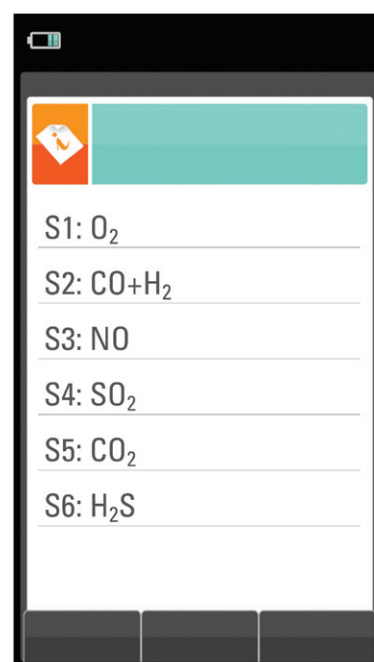 S1: O₂
S2: CO+H₂
S3: NO
S4: SO₂
S5: CO₂
S6: H₂S